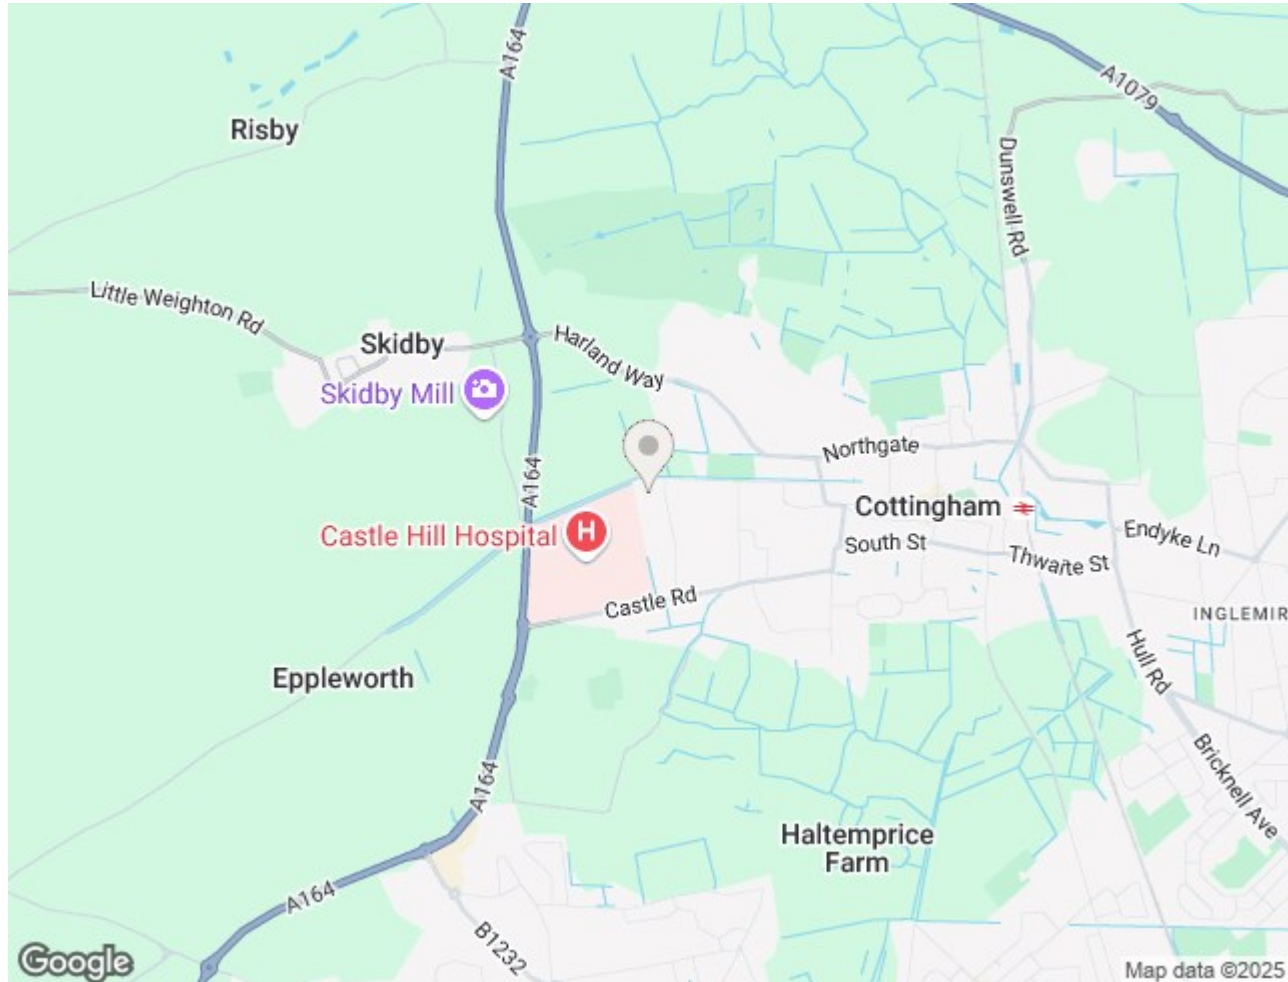 A164
A1079
Risby
Dunswell Rd
Little Weighton Rd
Skidby
Harland Way
Skidby Mill
Northgate
A164
Cottingham
Castle Hill Hospital
H
South St
Endyke Ln
Thwaite St
Castle Rd
INGLEMIR
Eppleworth
Hull Rd
A164
Bricknell Ave
Haltemprice
Farm
A164
B1232
Google
Map data ©2025